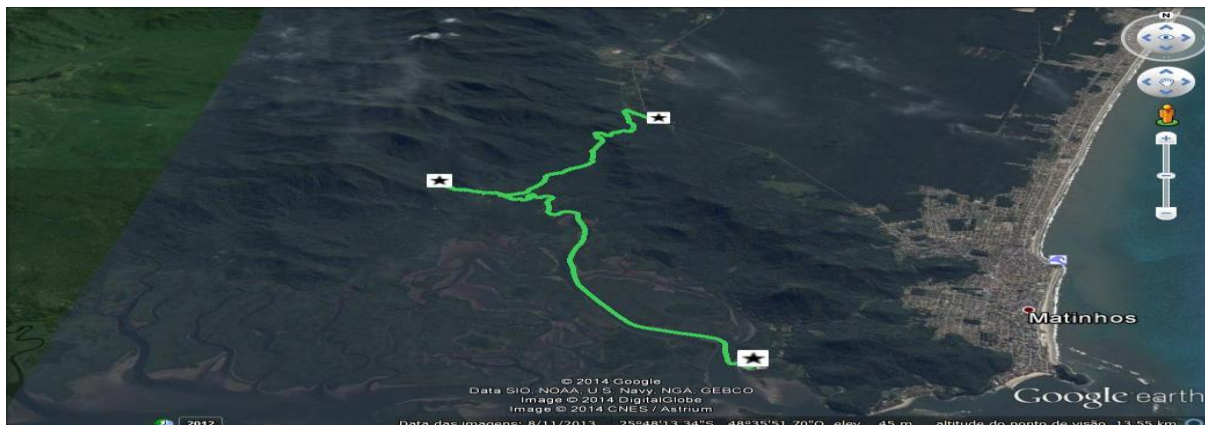 N
Matinhos
© 2014 Google
Data SIO, NOAA, U.S. Navy, NGA, GEBCO
Image © 2014 DigitalGlobe
Image © 2014 CNES / Astrium
Google earth
2012
Data das imagens: 8/11/2013 25°48'13.34"S 48°35'51.70"O elev 45 m altitude do ponto de visão 13.55 km